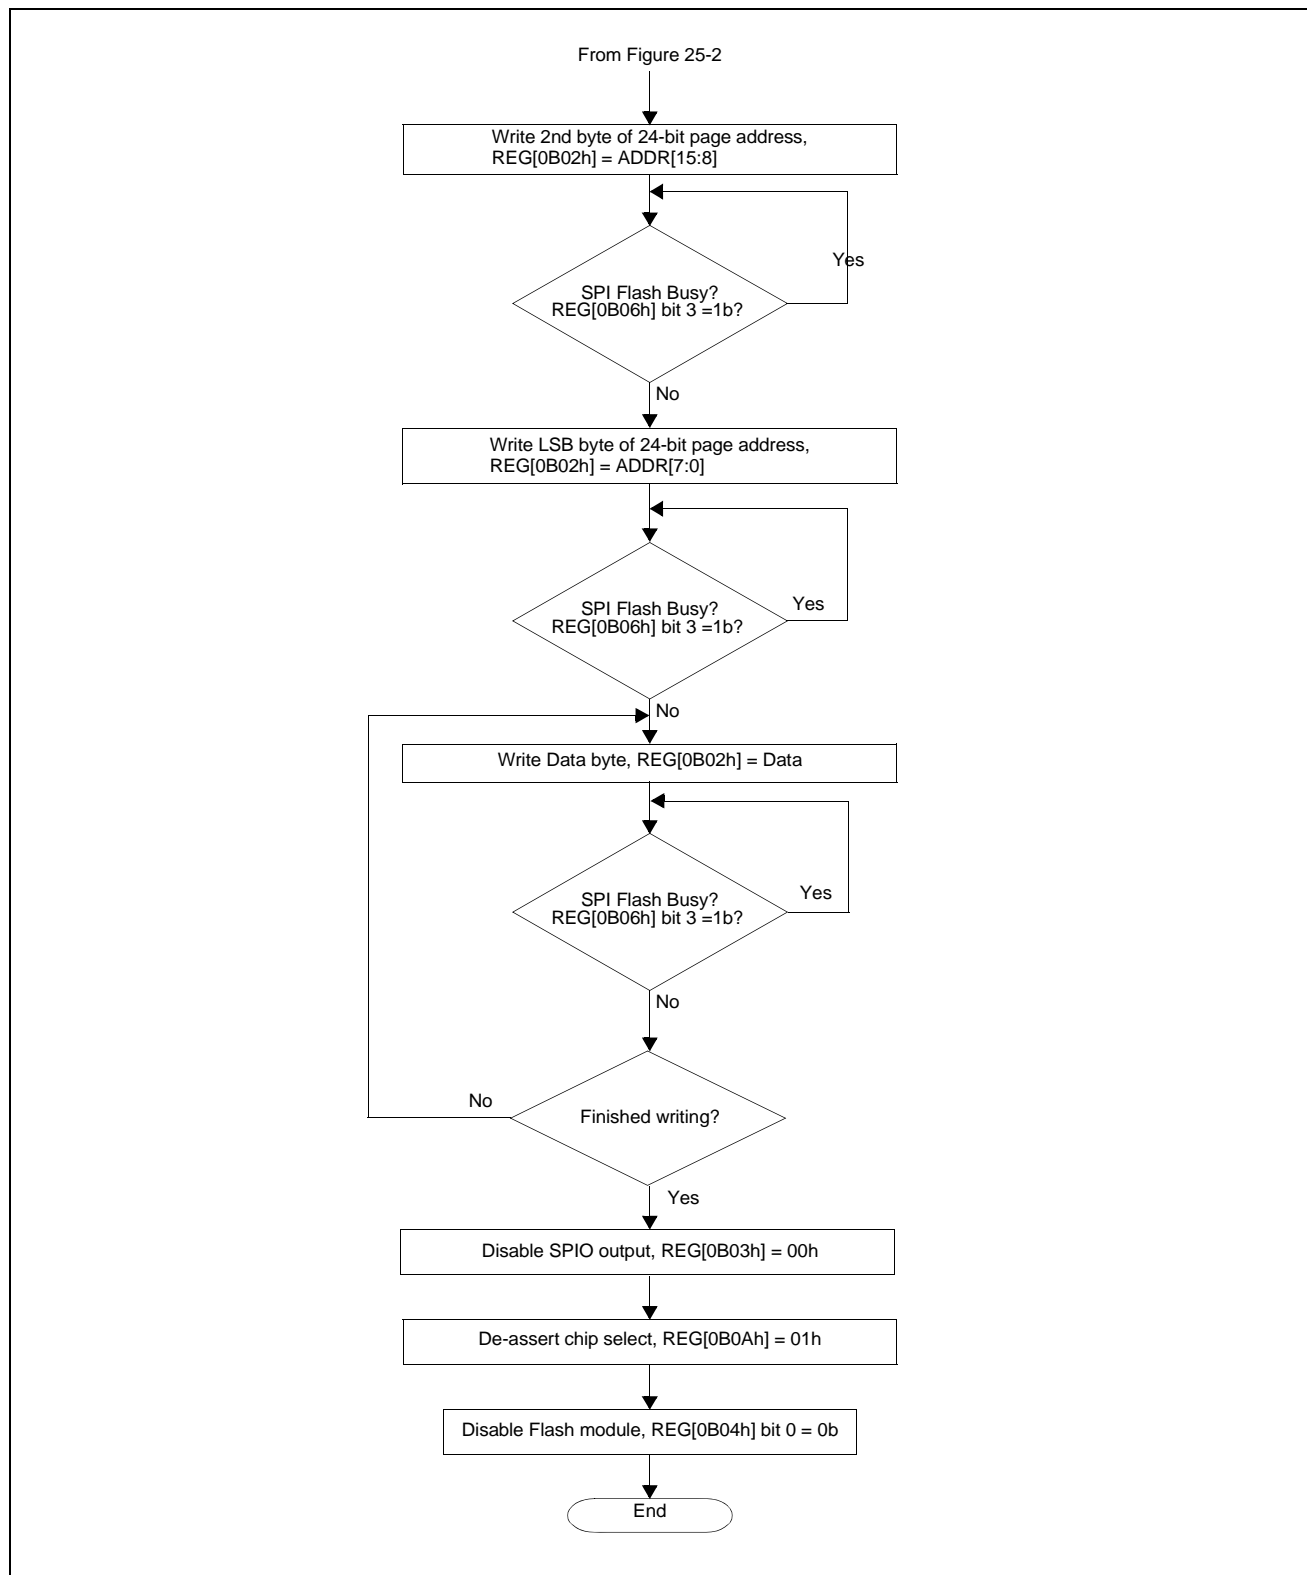 From Figure 25-2
Write 2nd byte of 24-bit page address,
REG[0B02h] = ADDR[15:8]
Yes
SPI Flash Busy?
REG[0B06h] bit 3 =1b?
No
Write LSB byte of 24-bit page address,
REG[0B02h] = ADDR[7:0]
SPI Flash Busy?
REG[0B06h] bit 3 =1b?
Yes
No
Write Data byte, REG[0B02h] = Data
SPI Flash Busy?
REG[0B06h] bit 3 =1b?
Yes
No
No
Finished writing?
Yes
Disable SPIO output, REG[0B03h] = 00h
De-assert chip select, REG[0B0Ah] = 01h
Disable Flash module, REG[0B04h] bit 0 = 0b
End